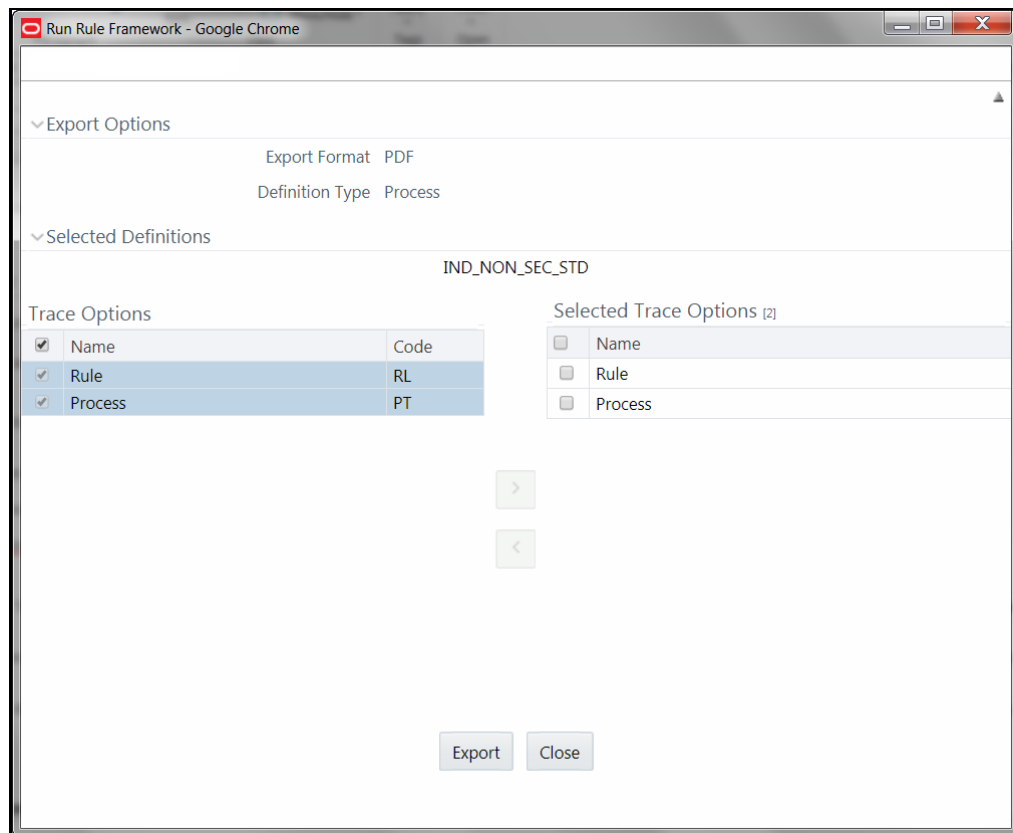 Run Rule Framework - Google Chrome
Export Options
Export Format PDF
Definition Type Process
Selected Definitions
IND_NON_SEC_STD
Trace Options
Name Code
Rule RL
Process PT
Selected Trace Options [2]
Name
Rule
Process
Export Close